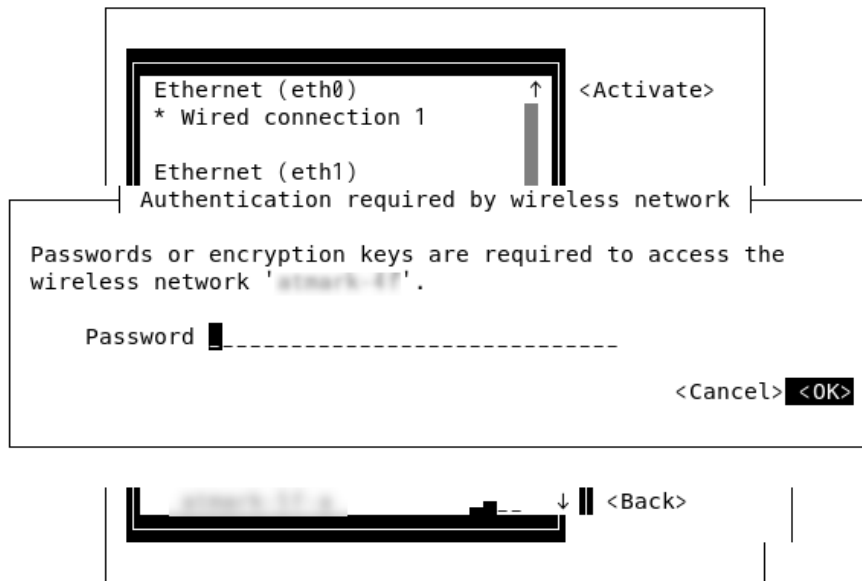 Ethernet (eth0) ↑ <Activate>
* Wired connection 1
Ethernet (eth1)
Authentication required by wireless network
Passwords or encryption keys are required to access the
wireless network ' '.
Password
<Cancel> <OK>
↓ <Back>